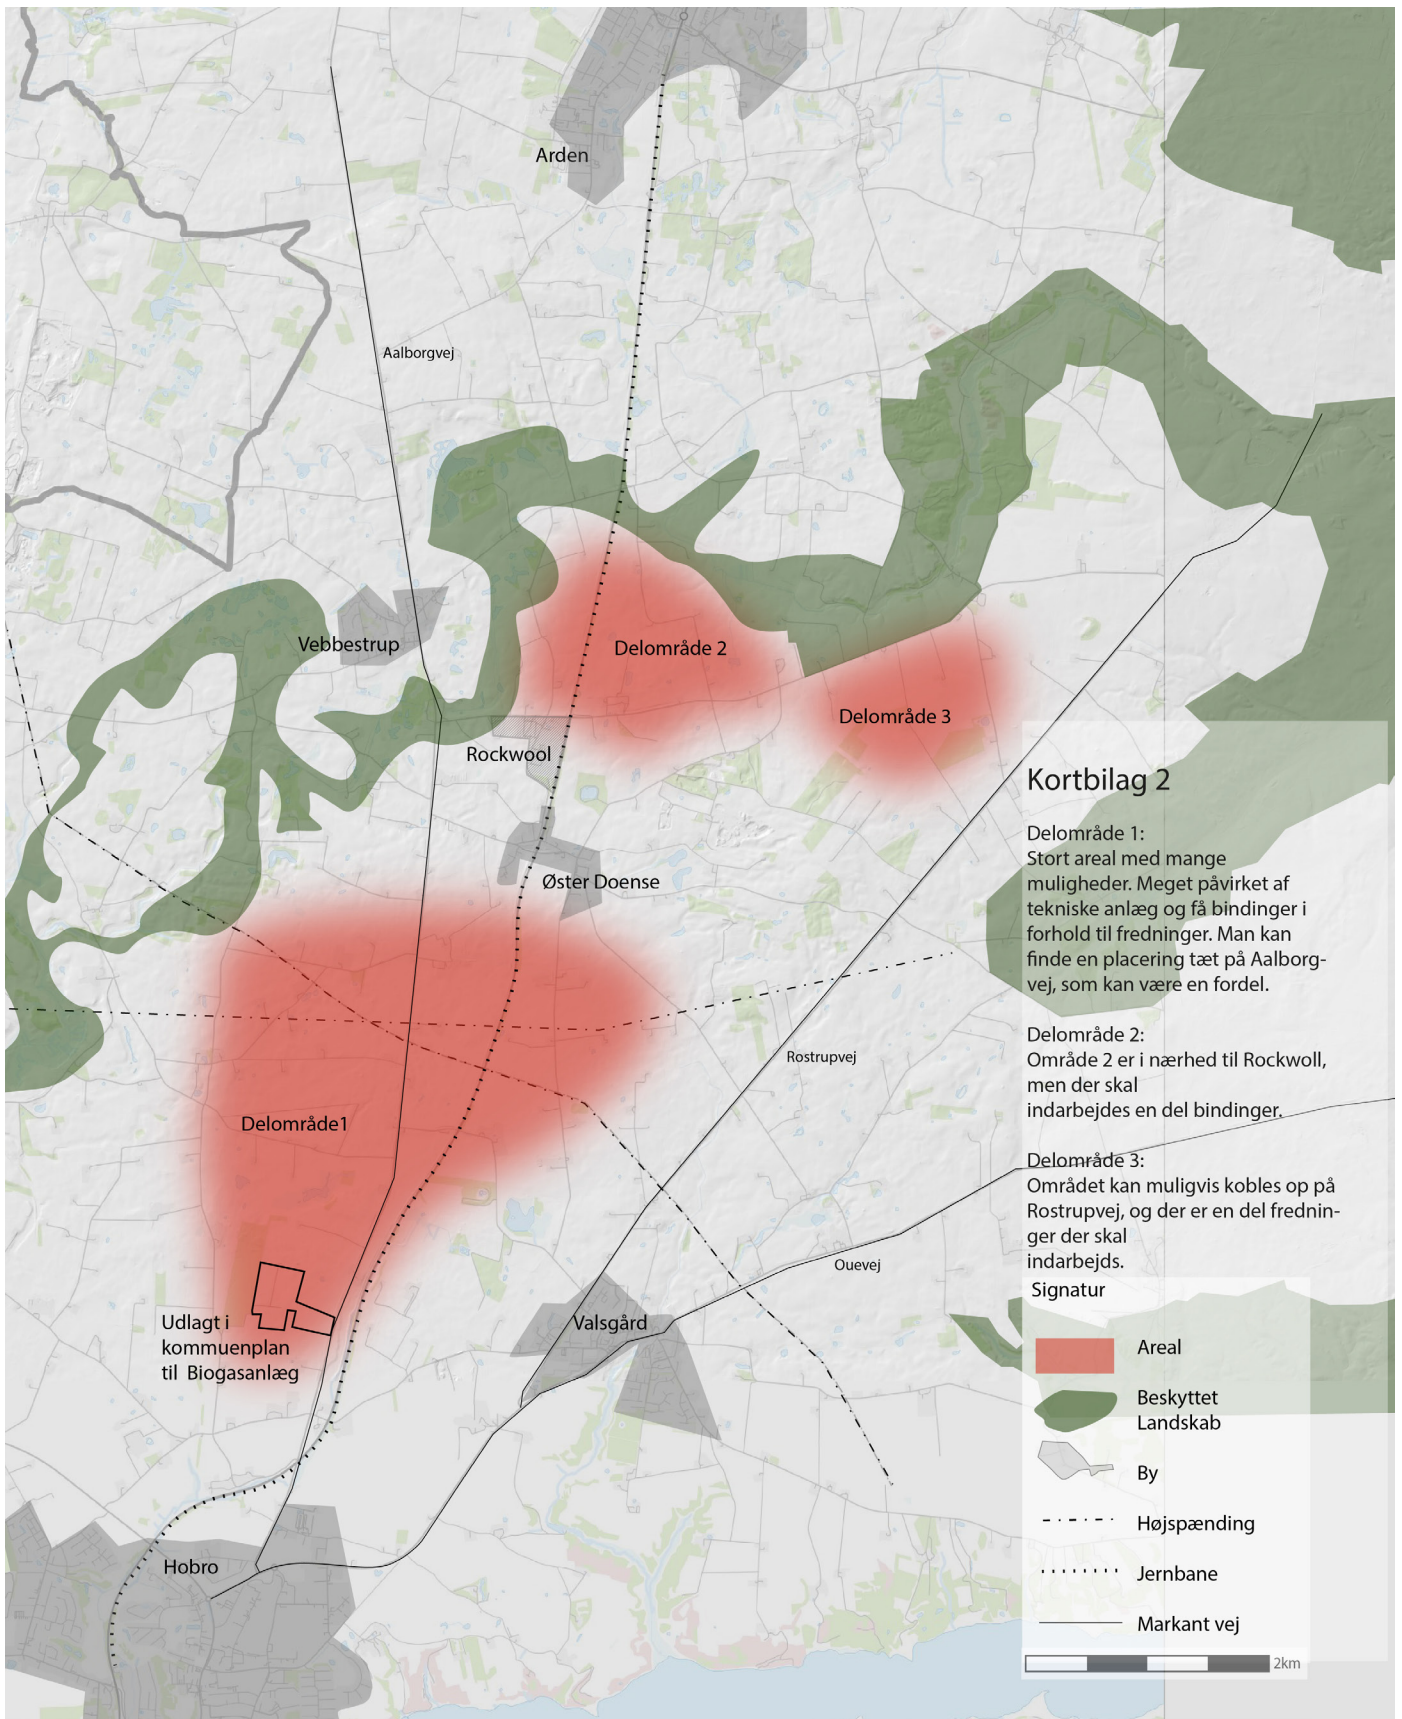 Arden
Aalborgvej
Vebbestrup
Delområde 2
Delområde 3
Rockwool
Øster Doense
Rostrupvej
Delområde1
Ouevej
Udlagt i
kommuenplan
til Biogasanlæg
Valsgård
Hobro
Kortbilag 2
Delområde 1:
Stort areal med mange
muligheder. Meget påvirket af
tekniske anlæg og få bindinger i
forhold til fredninger. Man kan
finde en placering tæt på Aalborg-
vej, som kan være en fordel.
Delområde 2:
Område 2 er i nærhed til Rockwoll,
men der skal
indarbejdes en del bindinger.
Delområde 3:
Området kan muligvis kobles op på
Rostrupvej, og der er en del frednin-
ger der skal
indarbejds.
Signatur
Areal
Beskyttet
Landskab
By
Højspænding
Jernbane
Markant vej
2km